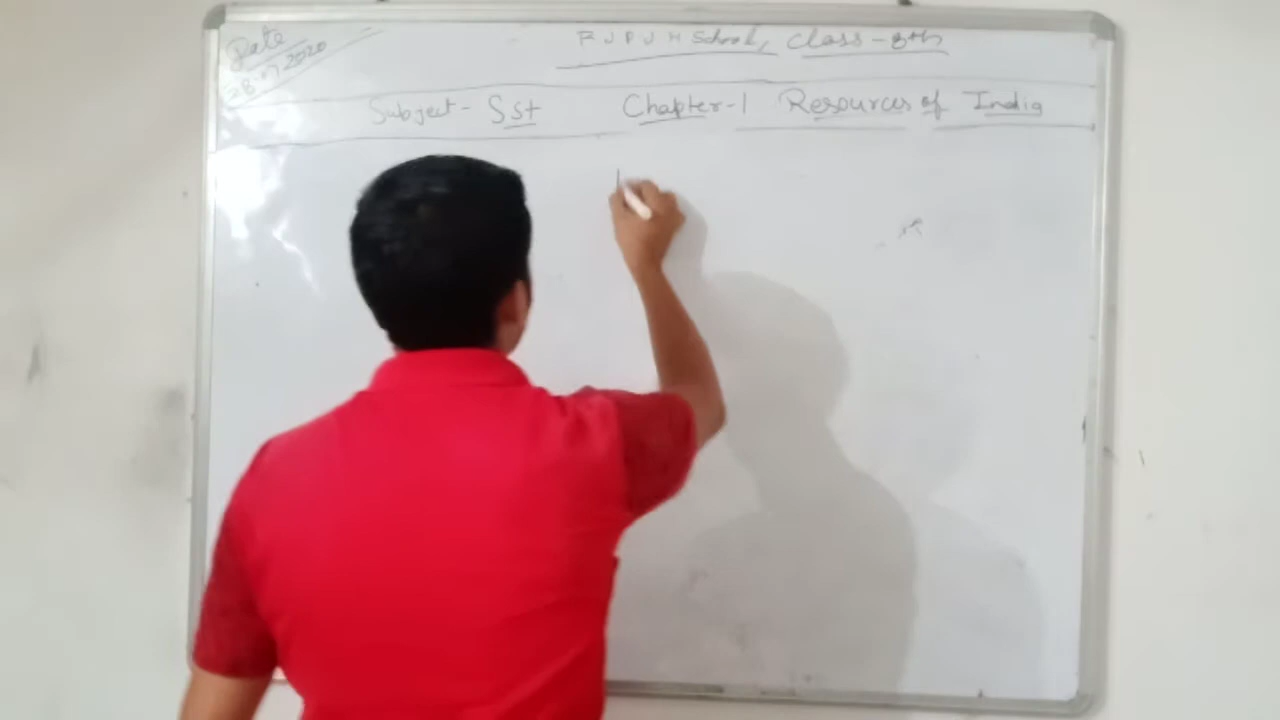 Date
28.07.2020
R J P J H School, Class-8th
Subject- Sst Chapter-1 Resources of India